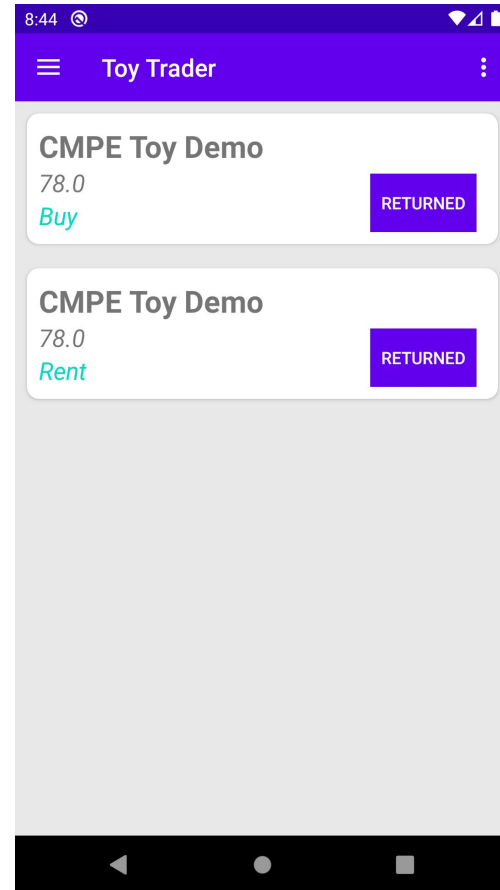 8:44
Toy Trader
CMPE Toy Demo
78.0
Buy
RETURNED
CMPE Toy Demo
78.0
Rent
RETURNED